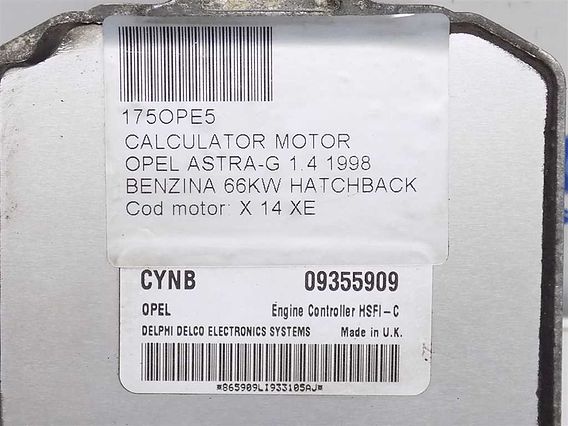 175OPE5
CALCULATOR MOTOR
OPEL ASTRA-G 1.4 1998
BENZINA 66KW HATCHBACK
Cod motor: X 14 XE
CYNB 09355909
OPEL Engine Controller HSFI-C
DELPHI DELCO ELECTRONICS SYSTEMS Made in U.K.
*865909LI933105AJ*